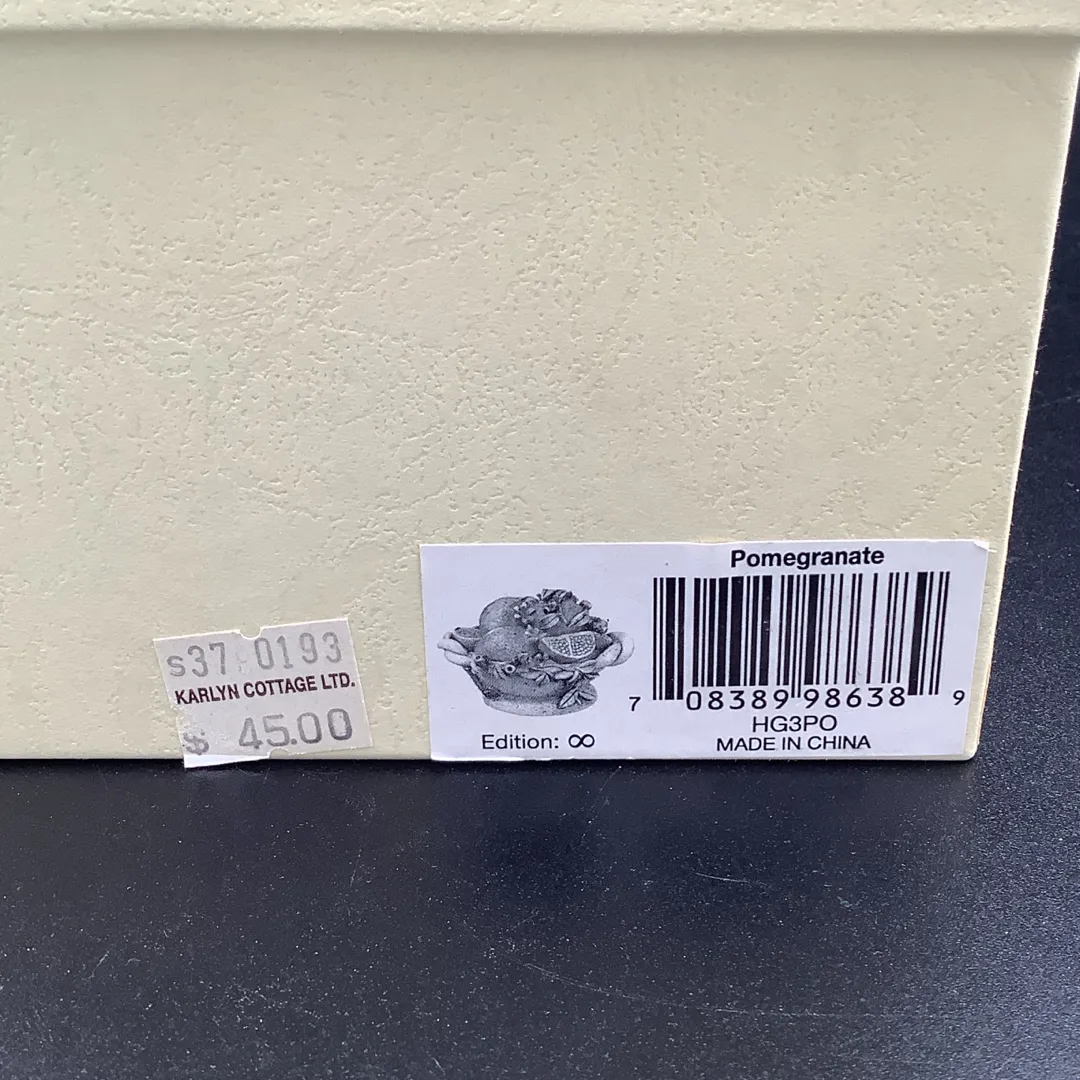 s37 0193
KARLYN COTTAGE LTD.
$ 45.00
Pomegranate
7 08389 98638 9
HG3PO
MADE IN CHINA
Edition: ∞